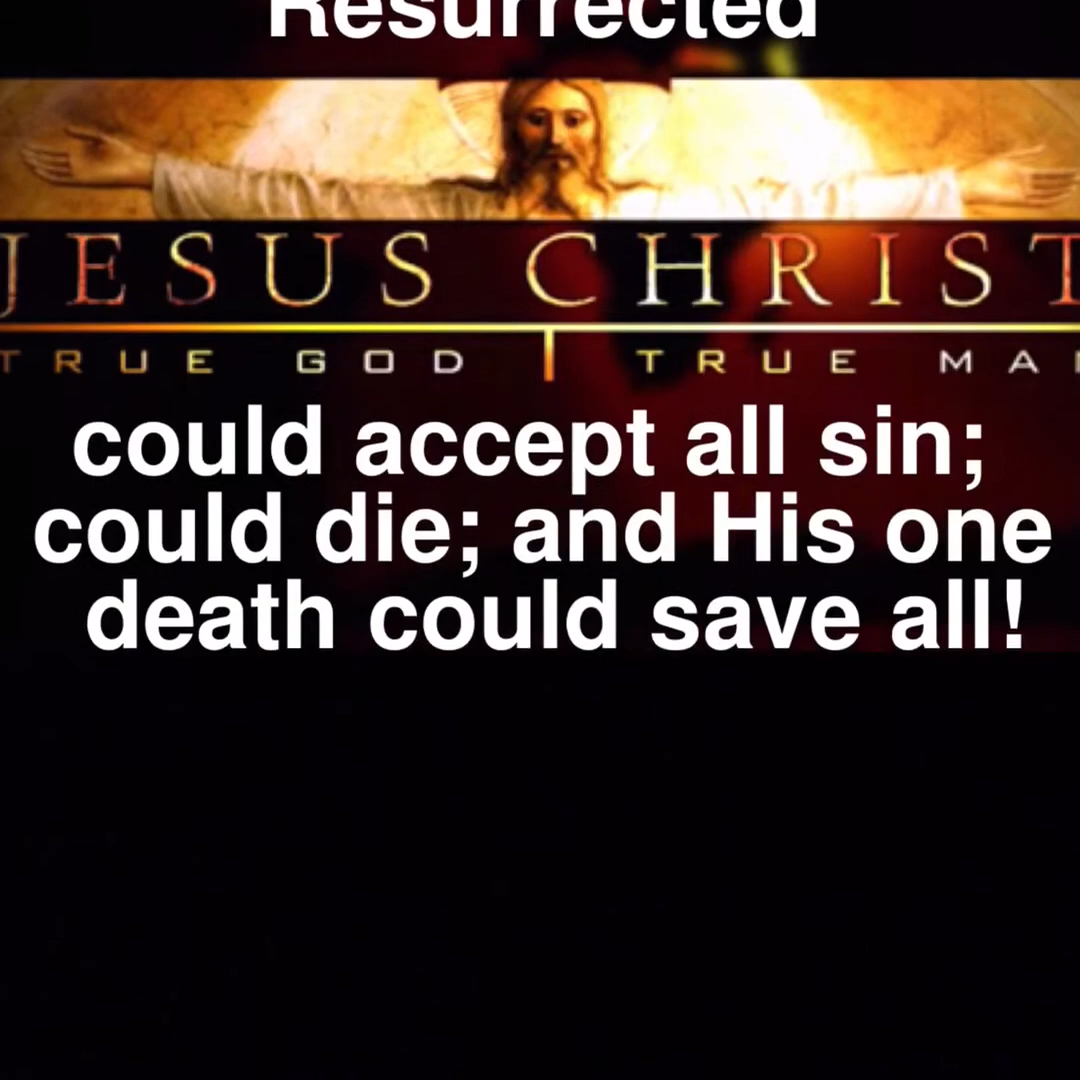 Resurrected
JESUS CHRIST
TRUE GOD | TRUE MAN
could accept all sin;
could die; and His one
death could save all!